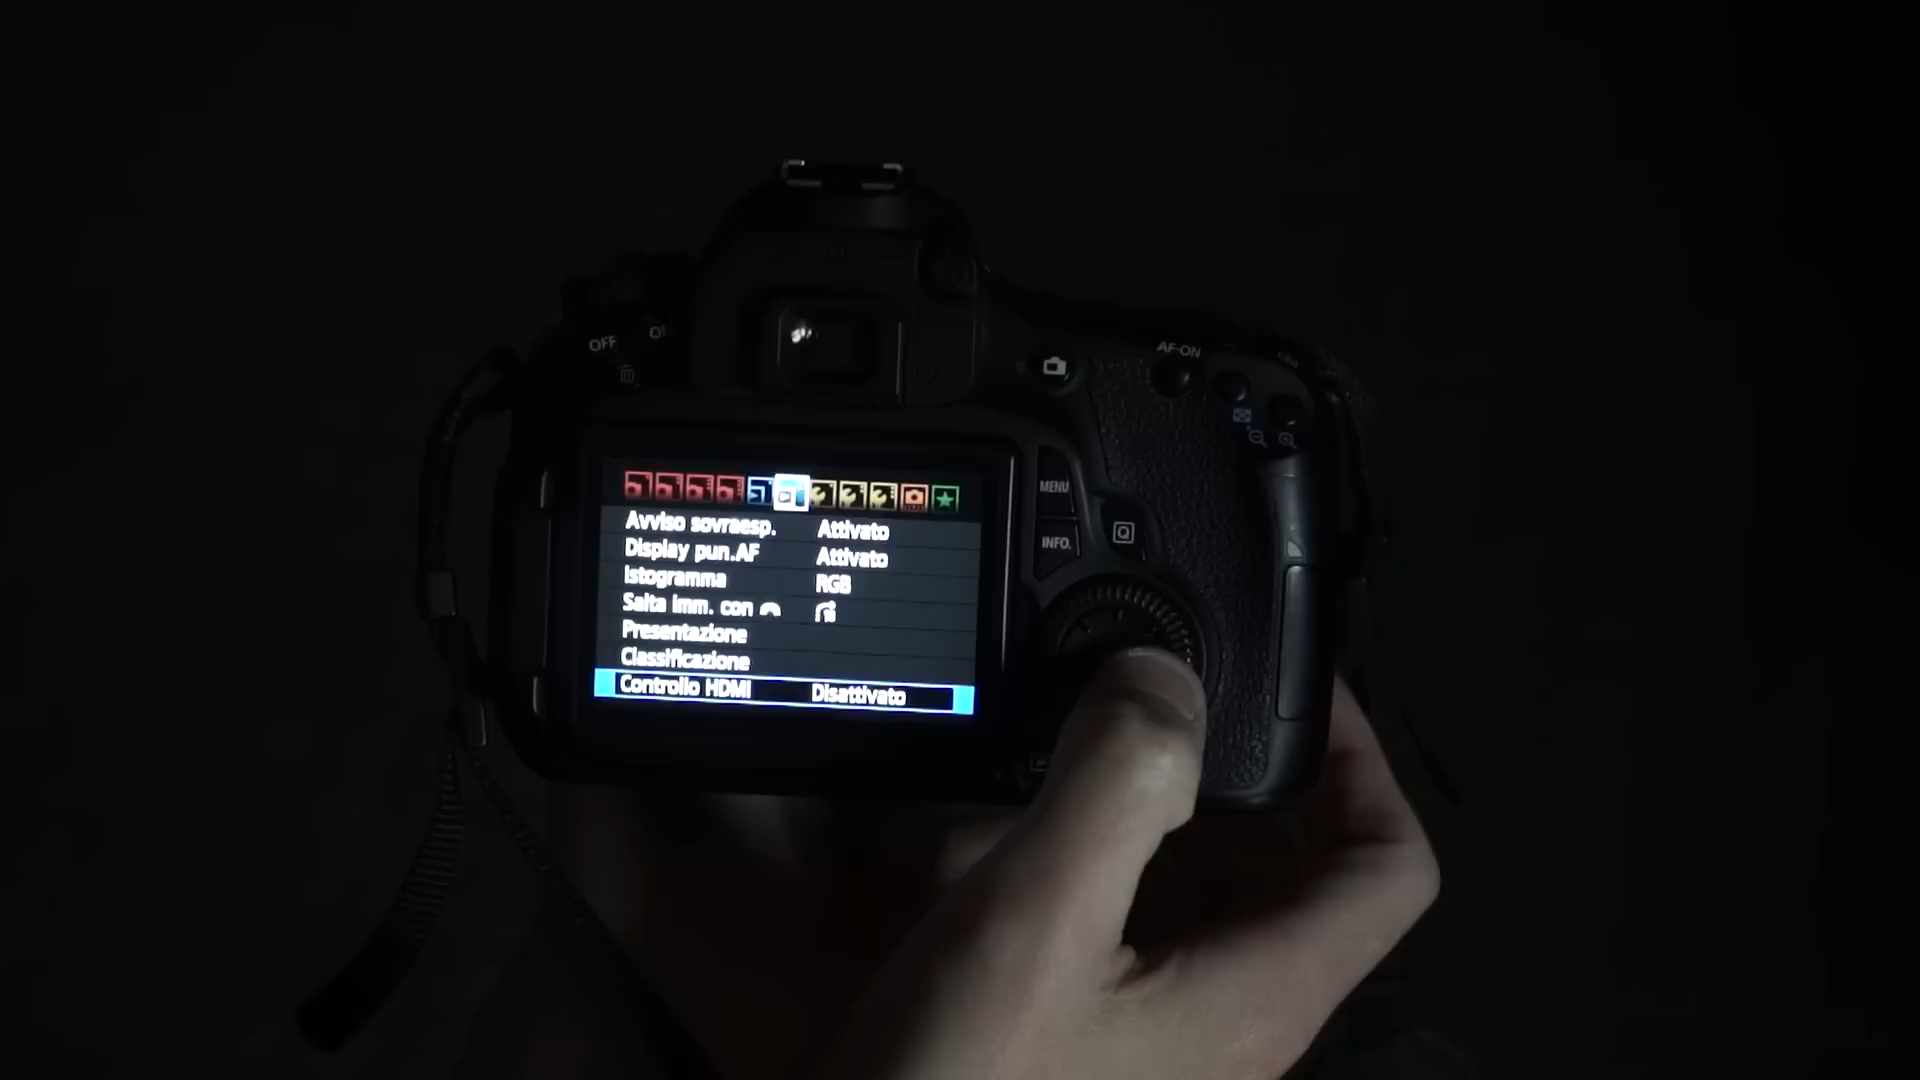 OFF
AF-ON
MENU
INFO.
Q
Avviso sovraesp. Attivato
Display pun.AF Attivato
Istogramma RGB
Salta imm. con
Presentazione
Classificazione
Controllo HDMI Disattivato